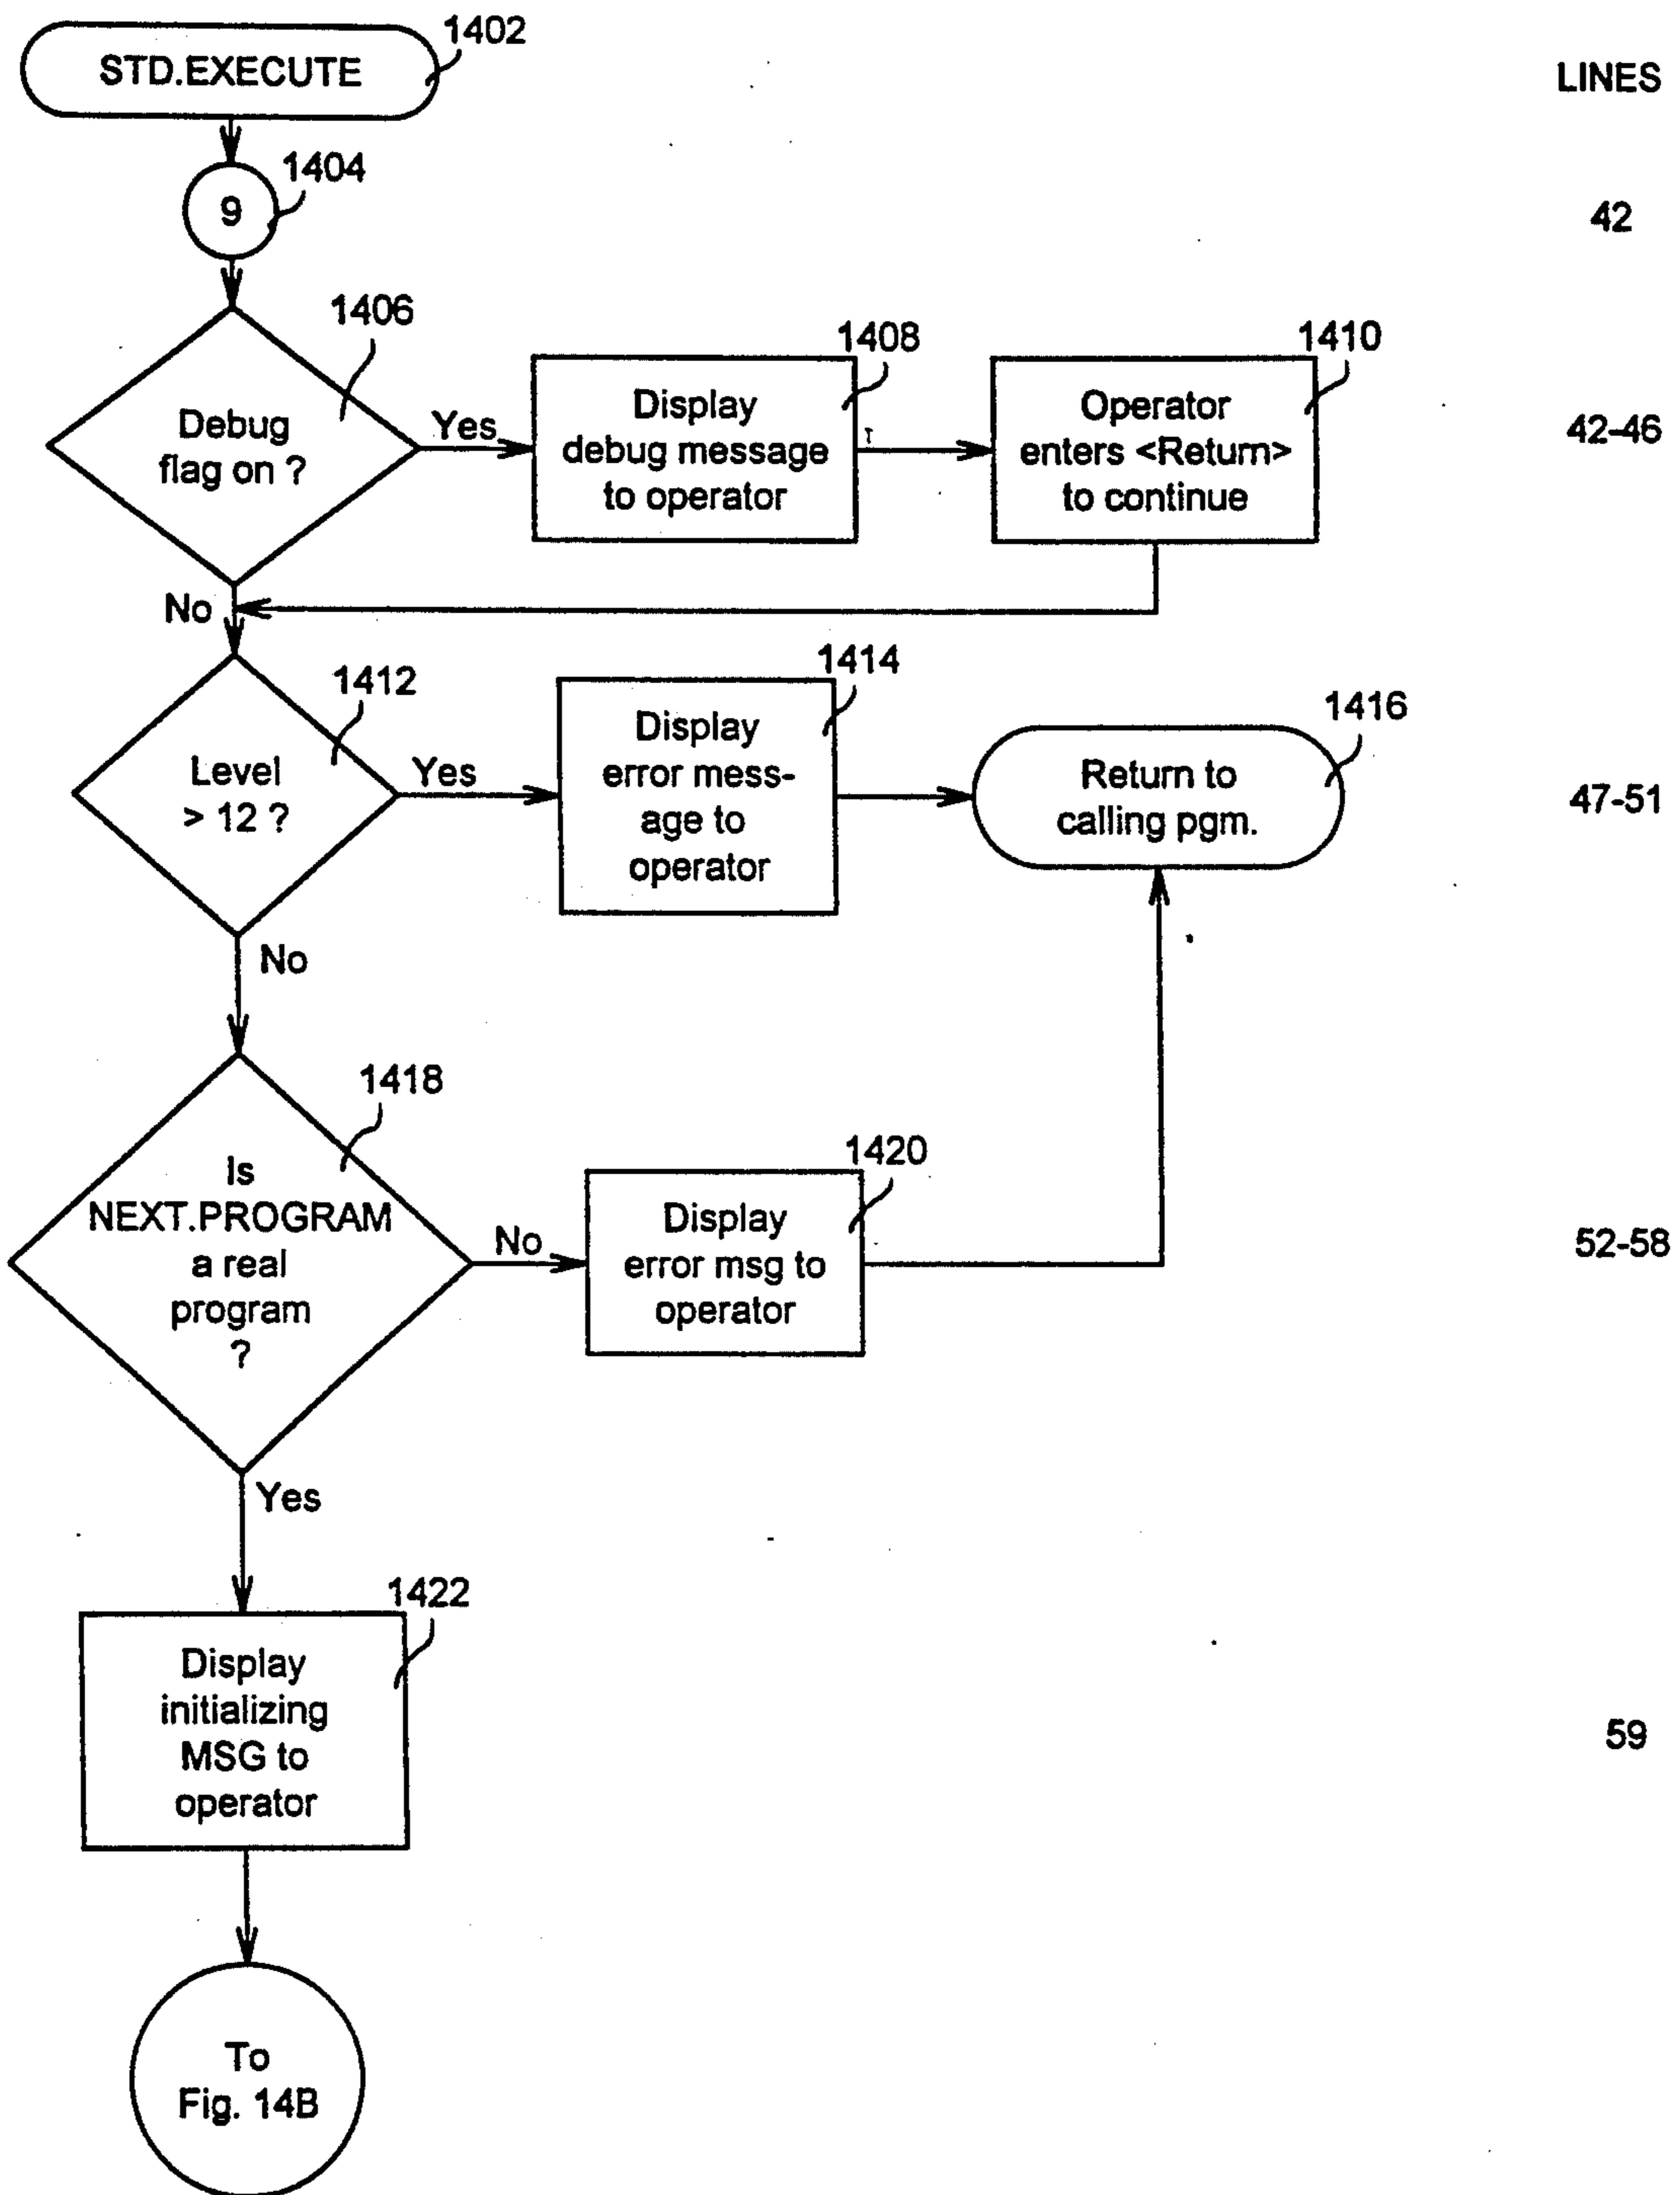 1402
STD.EXECUTE
LINES
1404
9
42
1406
Debug
flag on ?
Yes
1408
Display
debug message
to operator
1410
Operator
enters <Return>
to continue
42-46
No
1412
Level
> 12 ?
Yes
1414
Display
error mess-
age to
operator
1416
Return to
calling pgm.
47-51
No
1418
Is
NEXT.PROGRAM
a real
program
?
No
1420
Display
error msg to
operator
52-58
Yes
1422
Display
initializing
MSG to
operator
59
To
Fig. 14B